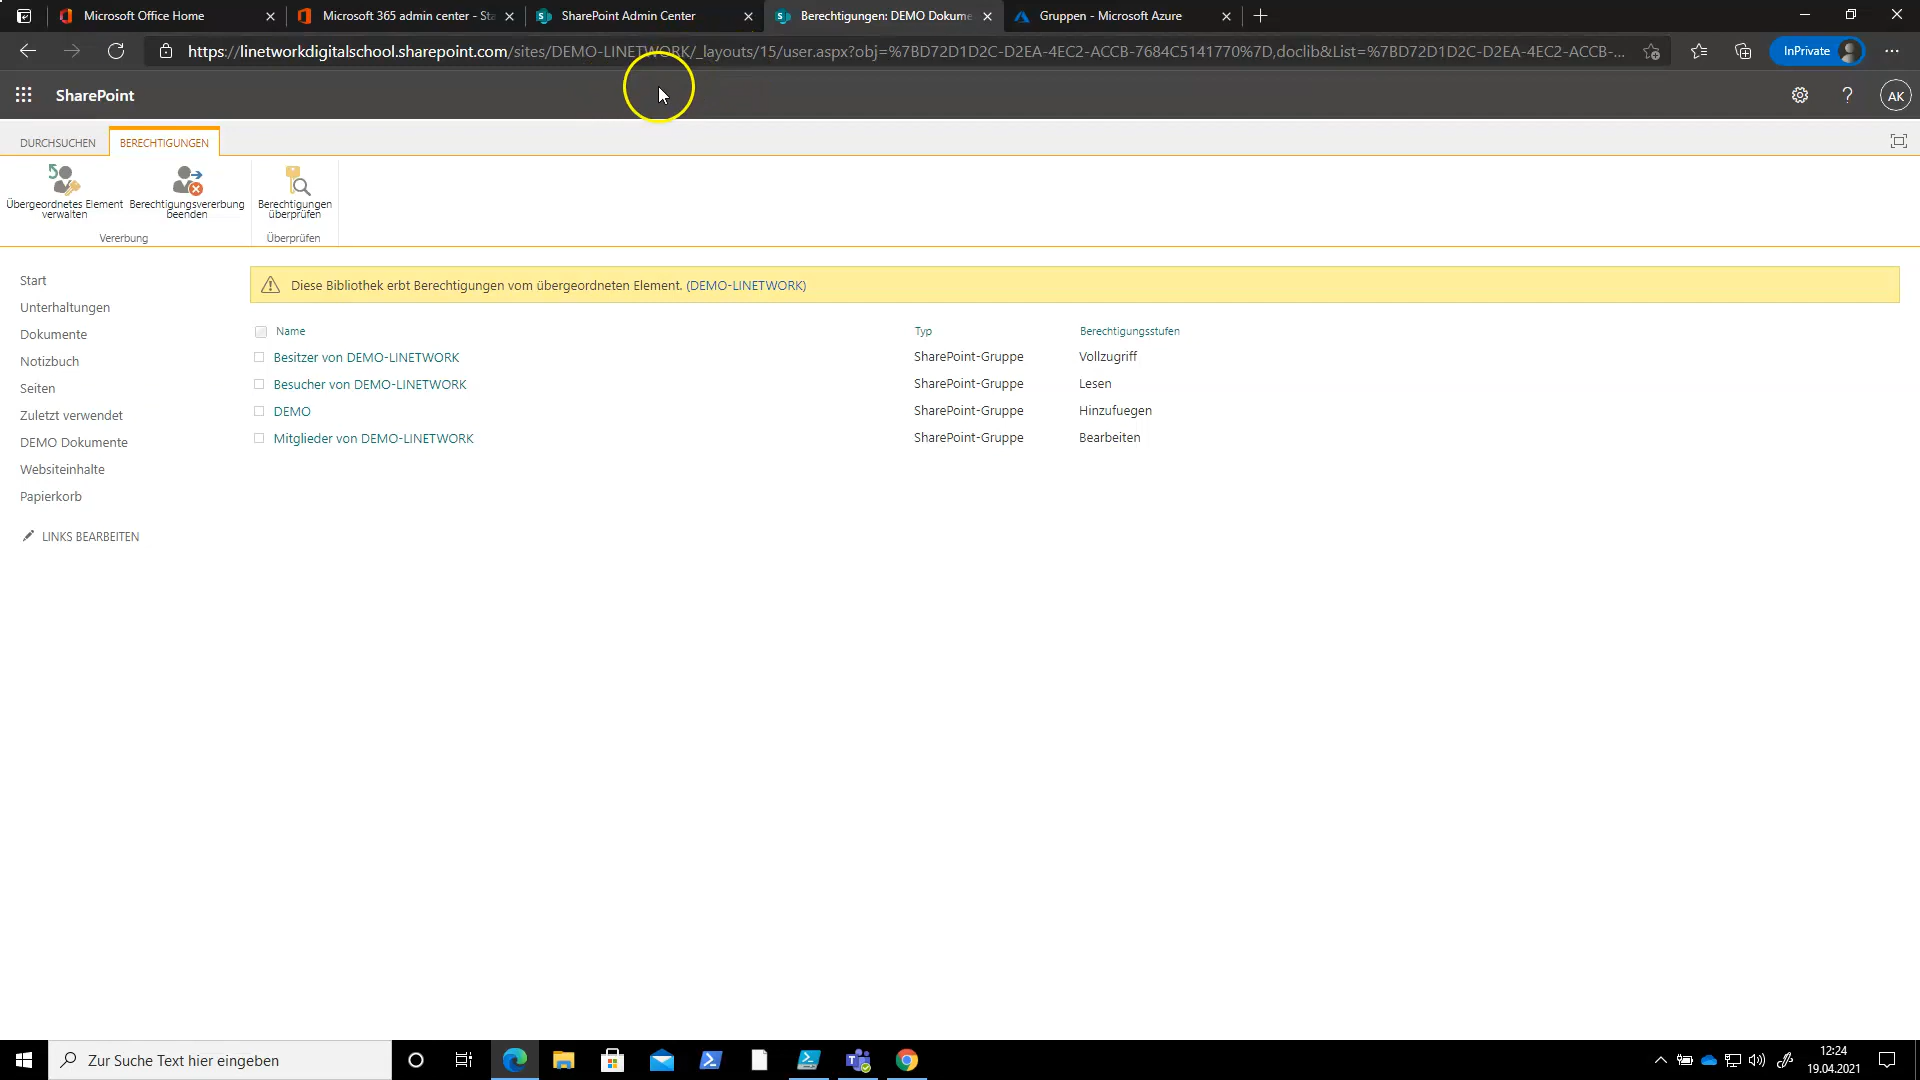 Microsoft Office Home
Microsoft 365 admin center - Sta
SharePoint Admin Center
Berechtigungen: DEMO Dokume
Gruppen - Microsoft Azure
https://linetworkdigitalschool.sharepoint.com/sites/DEMO-LINETWORK/_layouts/15/user.aspx?obj=%7BD72D1D2C-D2EA-4EC2-ACCB-7684C5141770%7D,doclib&List=%7BD72D1D2C-D2EA-4EC2-ACCB-...
InPrivate
SharePoint
AK
DURCHSUCHEN
BERECHTIGUNGEN
Übergeordnetes Element
verwalten
Berechtigungsvererbung
beenden
Berechtigungen
überprüfen
Vererbung
Überprüfen
Start
Unterhaltungen
Dokumente
Notizbuch
Seiten
Zuletzt verwendet
DEMO Dokumente
Websiteinhalte
Papierkorb
LINKS BEARBEITEN
Diese Bibliothek erbt Berechtigungen vom übergeordneten Element. (DEMO-LINETWORK)
Name Typ Berechtigungsstufen
Besitzer von DEMO-LINETWORK SharePoint-Gruppe Vollzugriff
Besucher von DEMO-LINETWORK SharePoint-Gruppe Lesen
DEMO SharePoint-Gruppe Hinzufuegen
Mitglieder von DEMO-LINETWORK SharePoint-Gruppe Bearbeiten
Zur Suche Text hier eingeben
12:24
19.04.2021